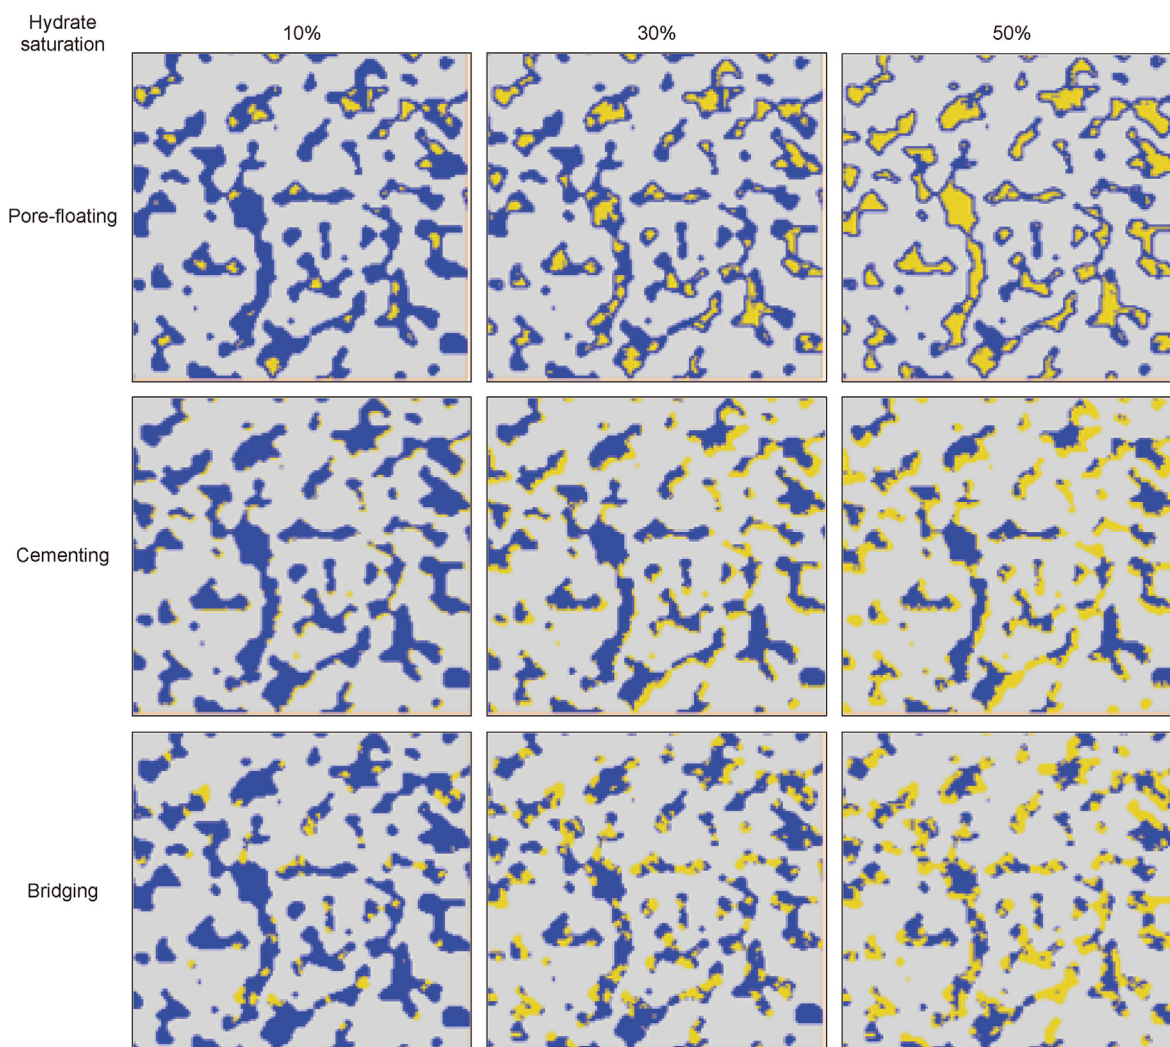 Hydrate
saturation
10%
30%
50%
Pore-floating
Cementing
Bridging